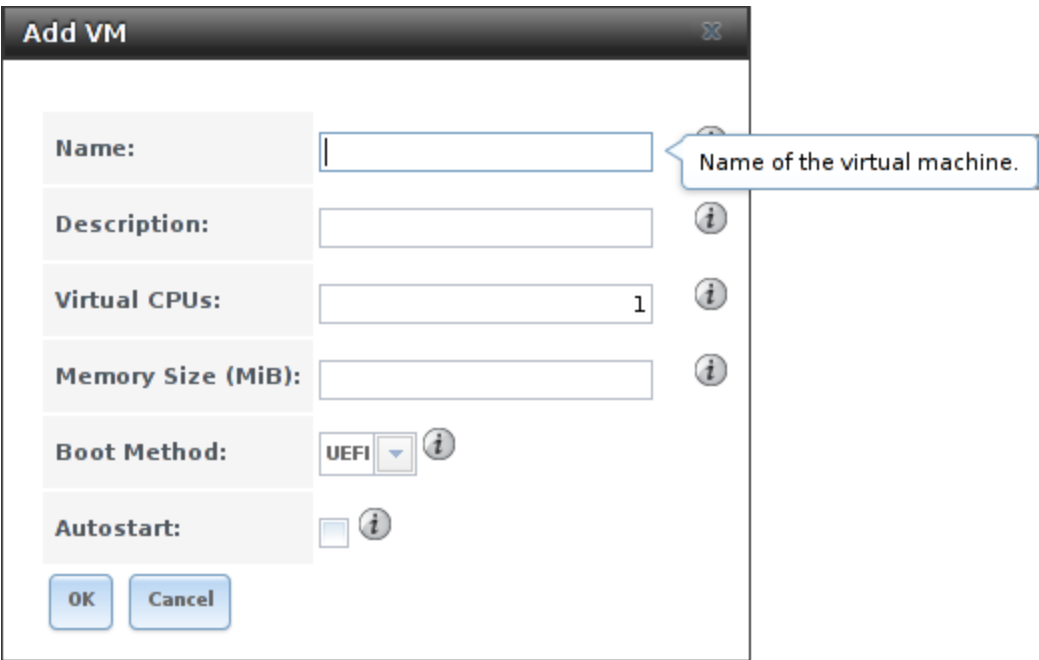 Add VM
Name:
Name of the virtual machine.
Description:
Virtual CPUs: 1
Memory Size (MiB):
Boot Method: UEFI
Autostart:
OK Cancel